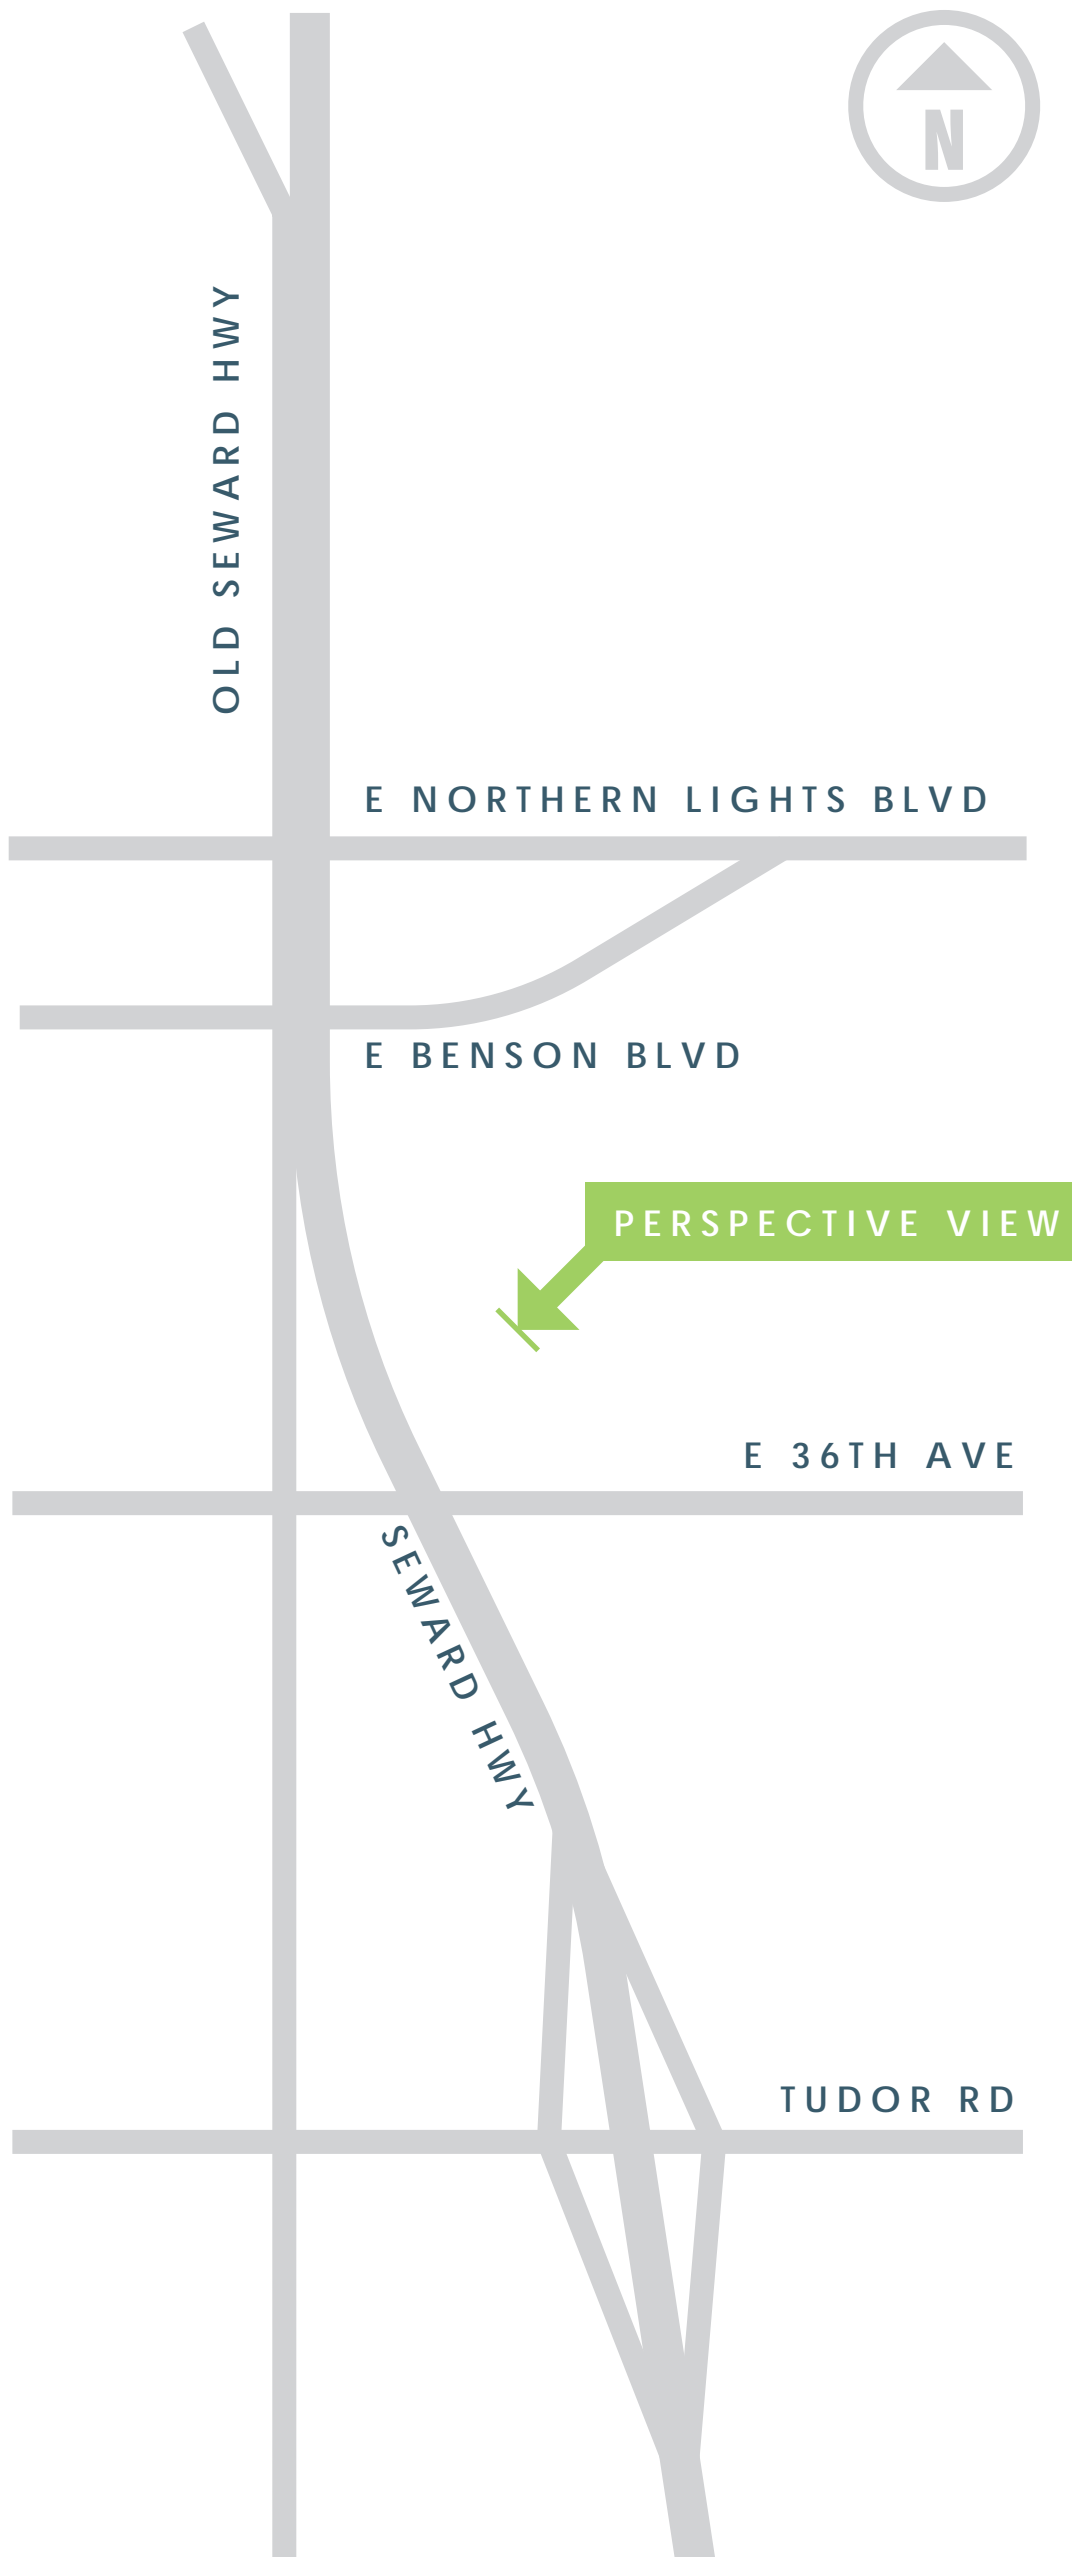 N
OLD SEWARD HWY
E NORTHERN LIGHTS BLVD
E BENSON BLVD
PERSPECTIVE VIEW
E 36TH AVE
SEWARD HWY
TUDOR RD